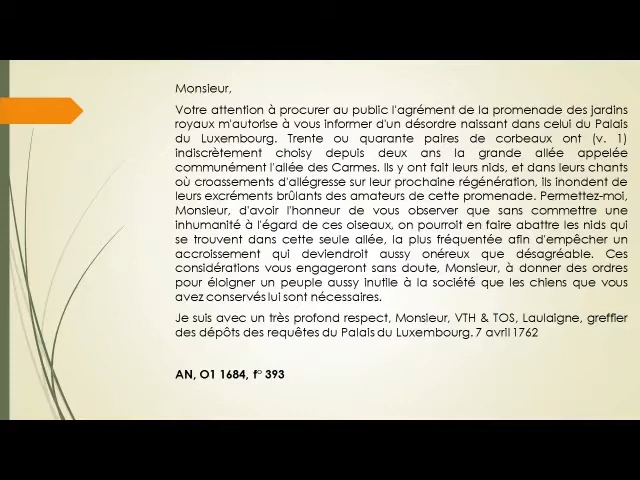 Monsieur,
Votre attention à procurer au public l'agrément de la promenade des jardins
royaux m'autorise à vous informer d'un désordre naissant dans celui du Palais
du Luxembourg. Trente ou quarante paires de corbeaux ont (v. 1)
indiscrètement choisy depuis deux ans la grande allée appelée
communément l'allée des Carmes. Ils y ont fait leurs nids, et dans leurs chants
où croassements d'allégresse sur leur prochaine régénération, ils inondent de
leurs excréments brûlants des amateurs de cette promenade. Permettez-moi,
Monsieur, d'avoir l'honneur de vous observer que sans commettre une
inhumanité à l'égard de ces oiseaux, on pourroit en faire abattre les nids qui
se trouvent dans cette seule allée, la plus fréquentée afin d'empêcher un
accroissement qui deviendroit aussy onéreux que désagréable. Ces
considérations vous engageront sans doute, Monsieur, à donner des ordres
pour éloigner un peuple aussy inutile à la société que les chiens que vous
avez conservés lui sont nécessaires.
Je suis avec un très profond respect, Monsieur, VTH & TOS, Laulaigne, greffier
des dépôts des requêtes du Palais du Luxembourg. 7 avril 1762
AN, O1 1684, f° 393